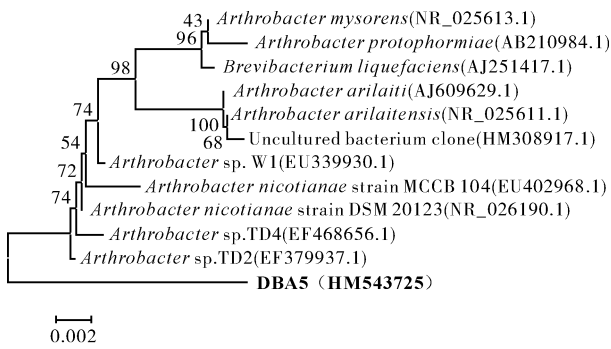 43
Arthrobacter mysorens(NR_025613.1)
96
Arthrobacter protophormiae(AB210984.1)
98
Brevibacterium liquefaciens(AJ251417.1)
Arthrobacter arilaiti(AJ609629.1)
74
Arthrobacter arilaitensis(NR_025611.1)
100
68
Uncultured bacterium clone(HM308917.1)
54
Arthrobacter sp. W1(EU339930.1)
72
Arthrobacter nicotianae strain MCCB 104(EU402968.1)
74
Arthrobacter nicotianae strain DSM 20123(NR_026190.1)
Arthrobacter sp.TD4(EF468656.1)
Arthrobacter sp.TD2(EF379937.1)
DBA5（HM543725）
0.002